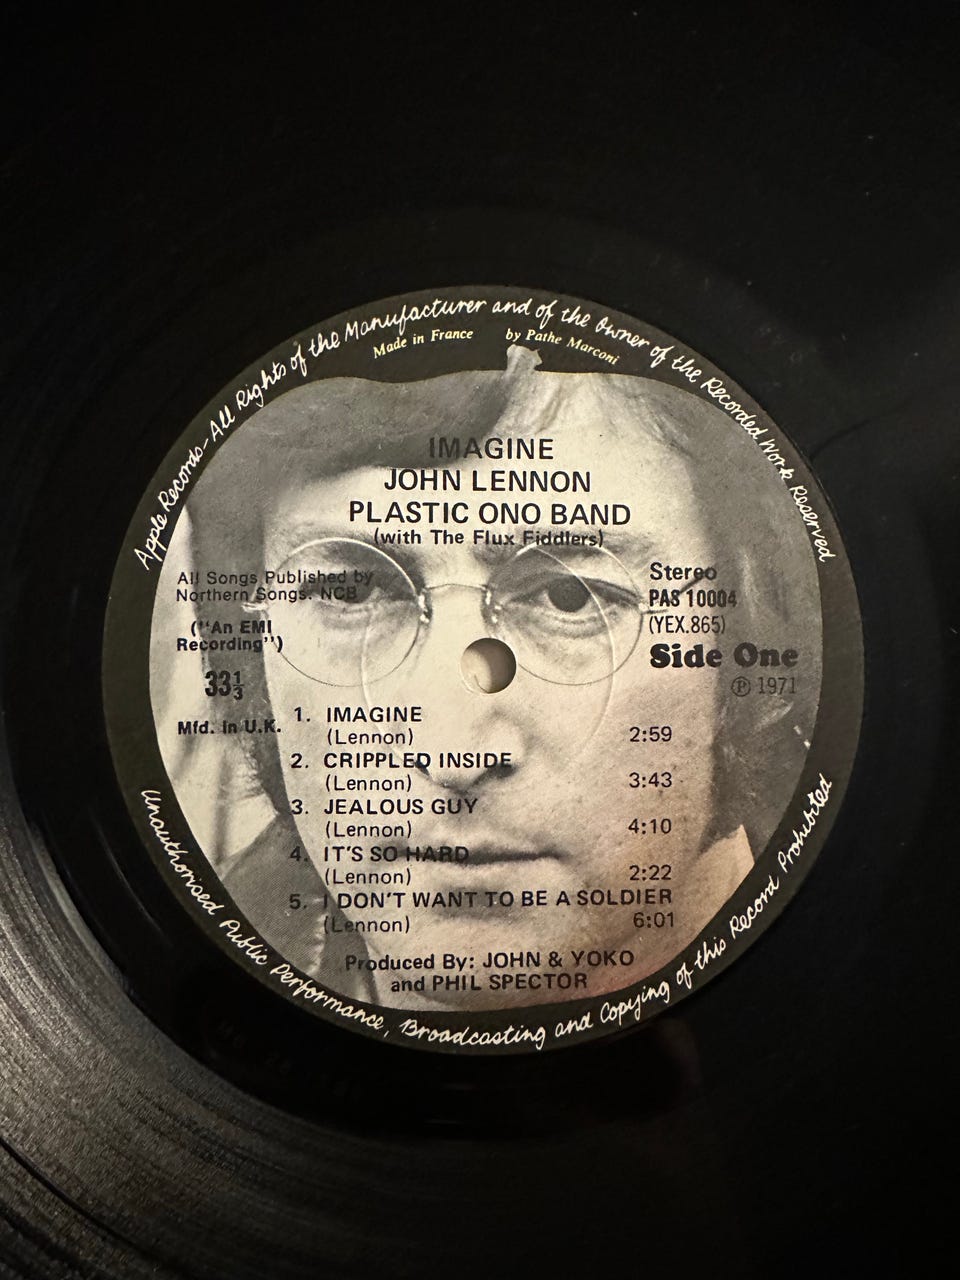 Apple Records-All Rights of the Manufacturer and of the Owner of the Recorded Work Reserved
Made in France by Pathe Marconi
IMAGINE
JOHN LENNON
PLASTIC ONO BAND
(with The Flux Fiddlers)
All Songs Published by
Northern Songs. NCB
("An EMI
Recording")
33⅓
Mfd. in U.K.
Stereo
PAS 10004
(YEX.865)
Side One
℗ 1971
1. IMAGINE
(Lennon) 2:59
2. CRIPPLED INSIDE
(Lennon) 3:43
3. JEALOUS GUY
(Lennon) 4:10
4. IT'S SO HARD
(Lennon) 2:22
5. I DON'T WANT TO BE A SOLDIER
(Lennon) 6:01
Produced By: JOHN & YOKO
and PHIL SPECTOR
Unauthorised Public Performance, Broadcasting and Copying of this Record Prohibited